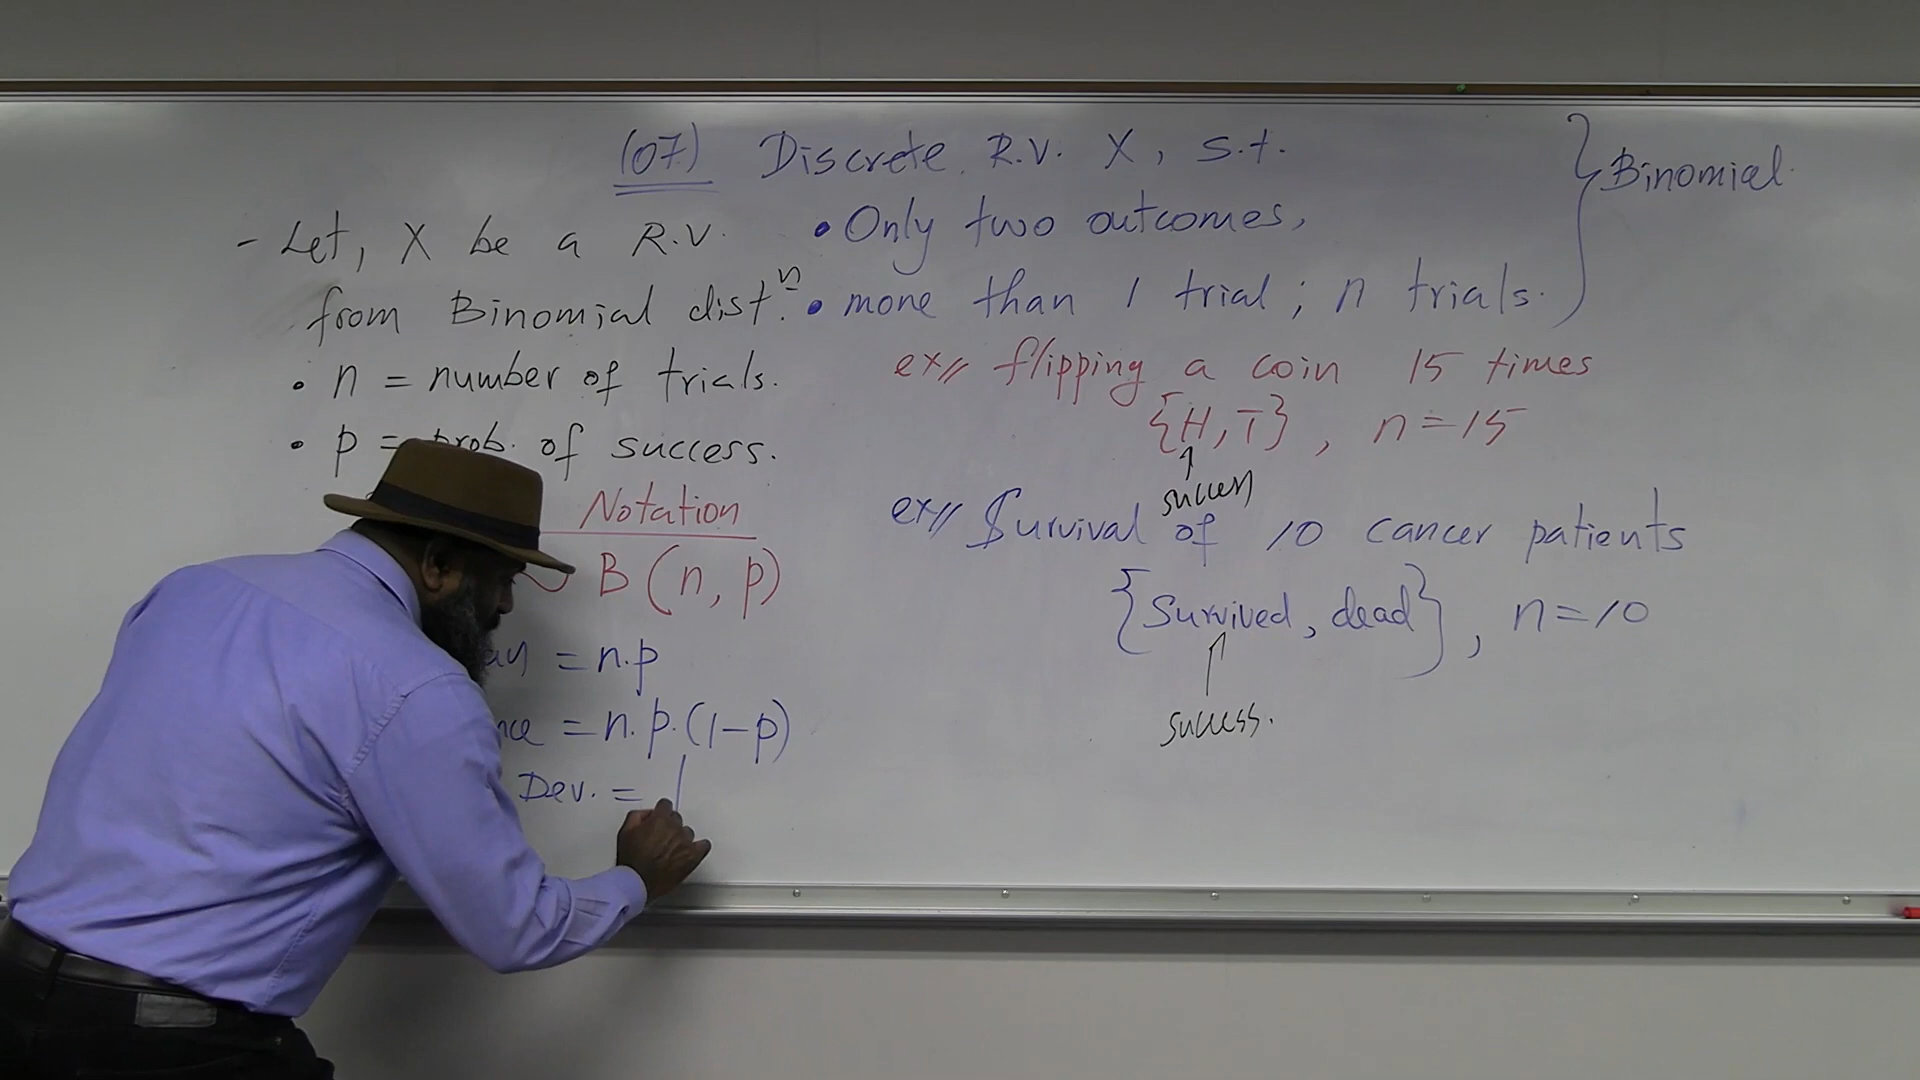 (07) Discrete R.V. X, s.t.
• Only two outcomes,
• more than 1 trial; n trials.
} Binomial.
ex// flipping a coin 15 times
{H, T}, n=15
↑
success
ex// Survival of 10 cancer patients
{Survived, dead}, n=10
↑
success.
- Let, X be a R.V.
from Binomial dist.n
• n = number of trials.
• p = prob. of success.
Notation
~ B(n, p)
= n.p
= n.p.(1-p)
Dev. =